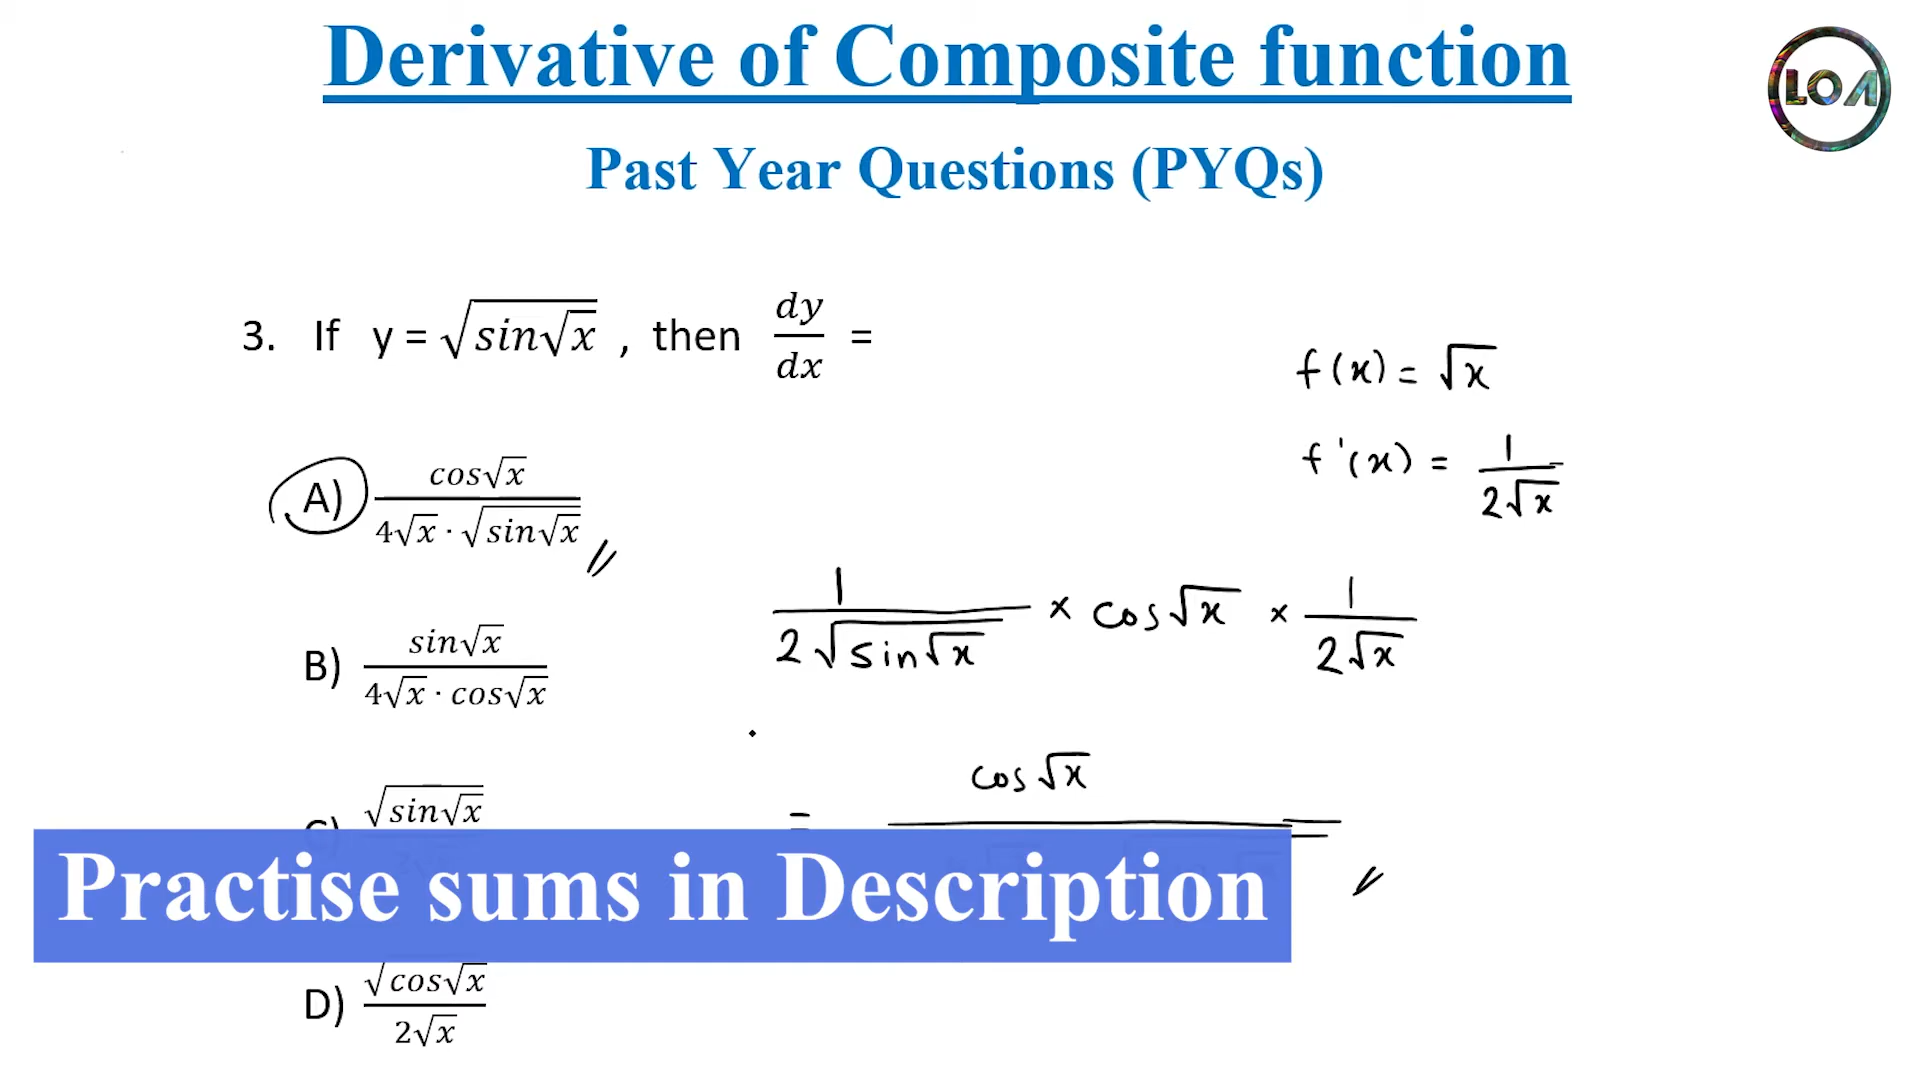 Derivative of Composite function
LOA
Past Year Questions (PYQs)
3. If y = √(sin√x) , then dy/dx =
f(x) = √x
f'(x) = 1/(2√x)
A) cos√x / (4√x · √(sin√x))
1/(2√(sin√x)) × cos√x × 1/(2√x)
B) sin√x / (4√x · cos√x)
= cos√x
C) √(sin√x)
Practise sums in Description
D) √(cos√x) / (2√x)